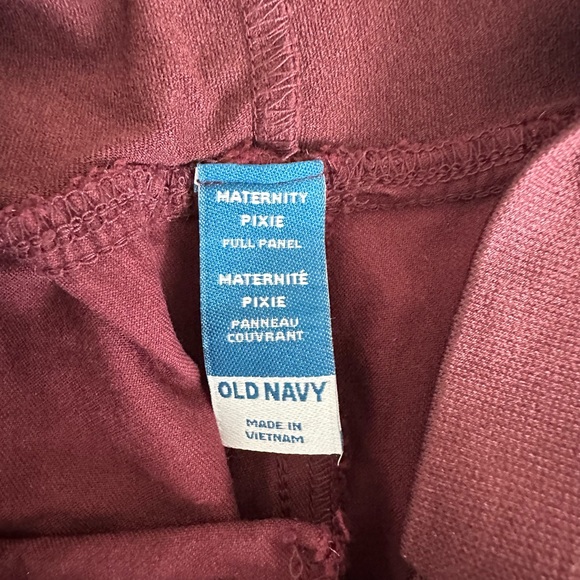 MATERNITY
PIXIE
FULL PANEL
MATERNITÉ
PIXIE
PANNEAU
COUVRANT
OLD NAVY
MADE IN
VIETNAM